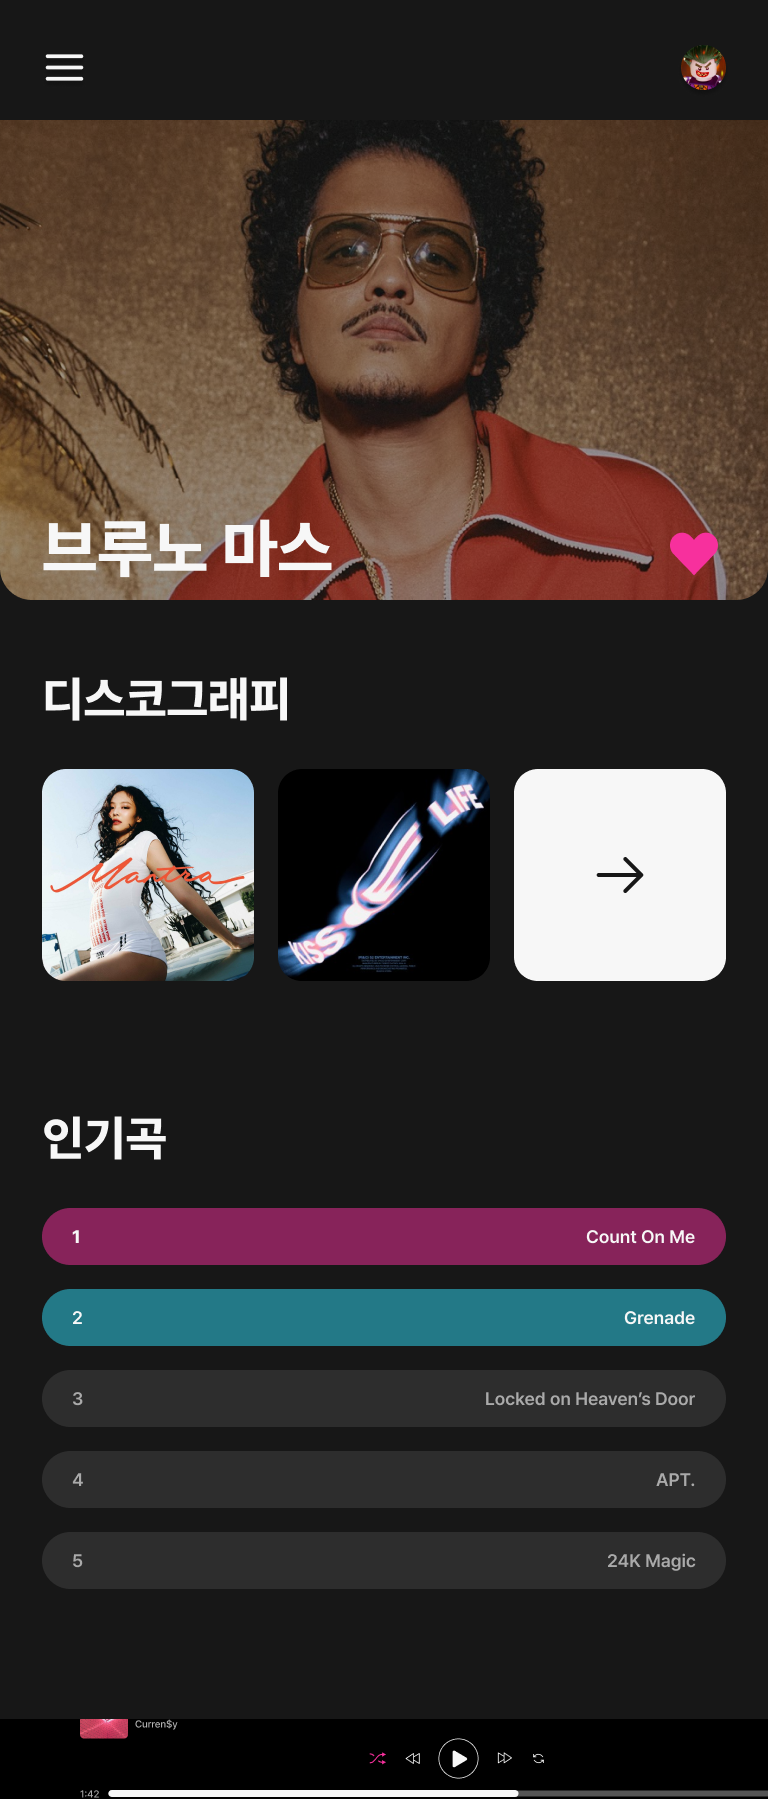 브루노 마스
디스코그래피
Mantra
LIFE
KISS
인기곡
1 Count On Me
2 Grenade
3 Locked on Heaven’s Door
4 APT.
5 24K Magic
Curren$y
1:42